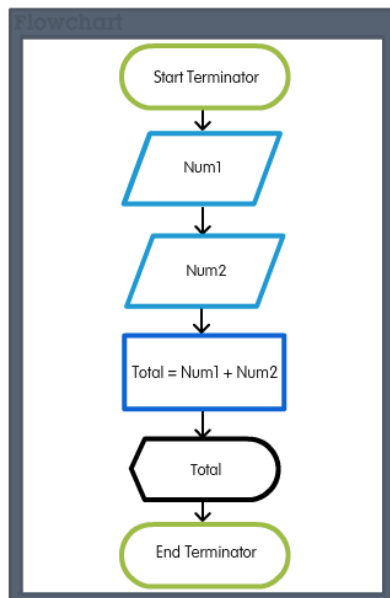 Flowchart
Start Terminator
Num1
Num2
Total = Num1 + Num2
Total
End Terminator